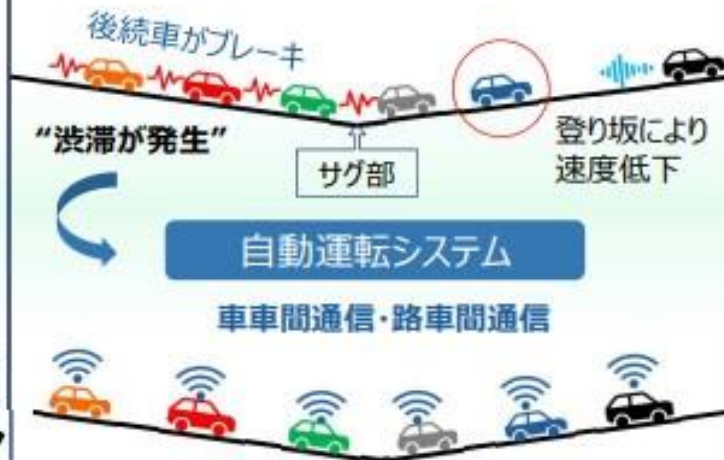 後続車がブレーキ
“渋滞が発生”
サグ部
登り坂により
速度低下
自動運転システム
車車間通信・路車間通信